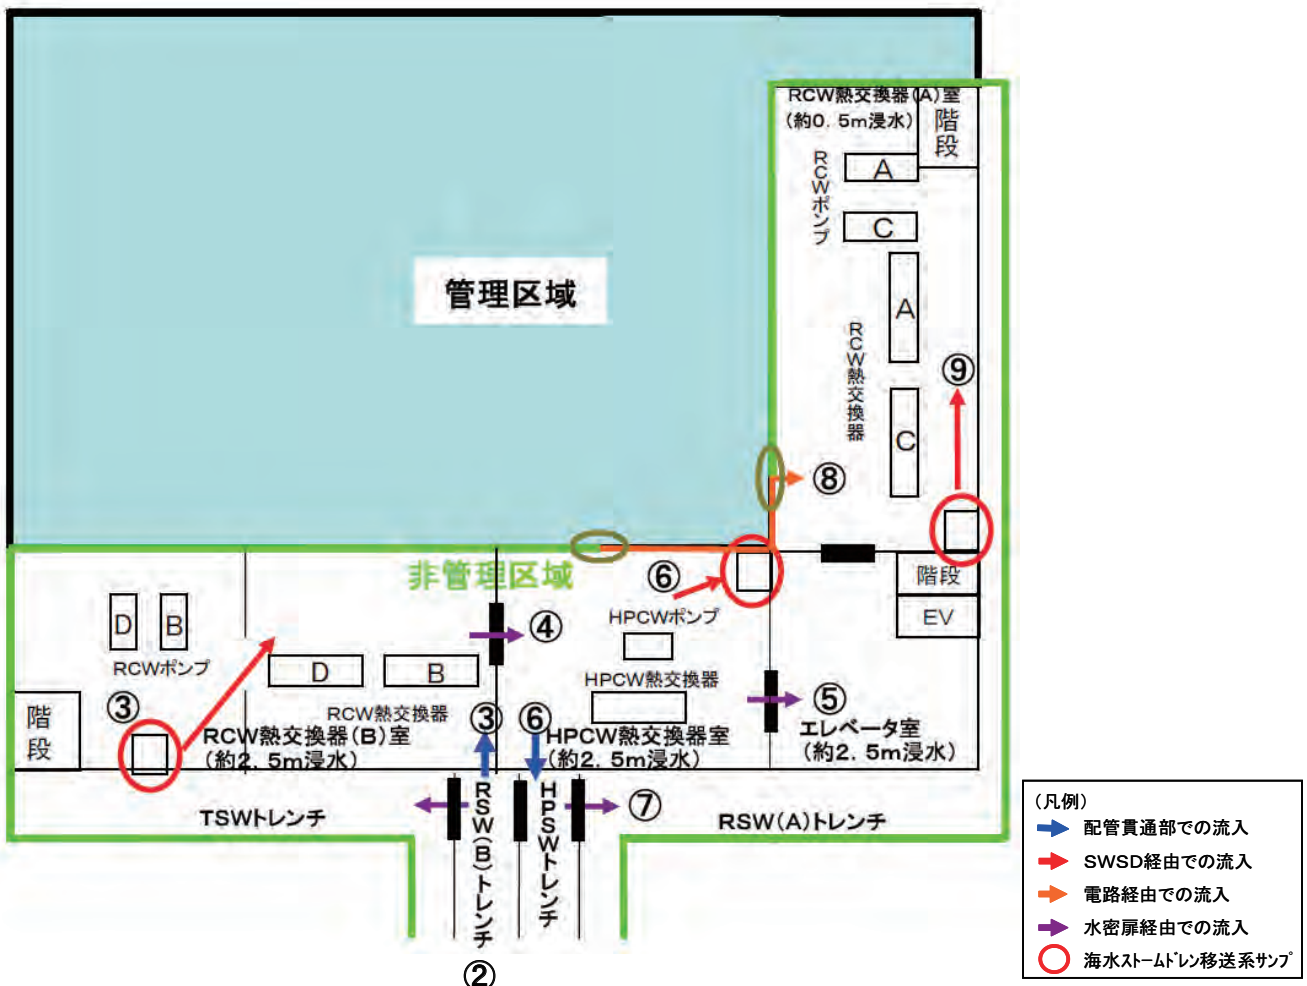 RCW熱交換器(A)室
(約0.5m浸水)
階
段
RCWポンプ
A
C
管理区域
A
RCW熱交換器
C
⑨
⑧
非管理区域
⑥
階段
EV
HPCWポンプ
④
D
B
RCWポンプ
D
B
HPCW熱交換器
⑤
階
段
③
RCW熱交換器
③
⑥
RCW熱交換器(B)室
(約2.5m浸水)
HPCW熱交換器室
(約2.5m浸水)
エレベータ室
(約2.5m浸水)
TSWトレンチ
RSW(B)トレンチ
HPSWトレンチ
⑦
RSW(A)トレンチ
②
(凡例)
配管貫通部での流入
SWSD経由での流入
電路経由での流入
水密扉経由での流入
海水ストームドレン移送系サンプ